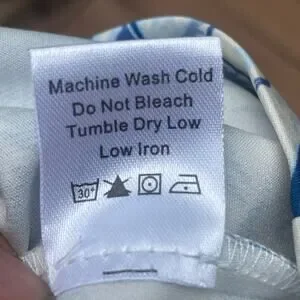 Machine Wash Cold
Do Not Bleach
Tumble Dry Low
Low Iron
30°